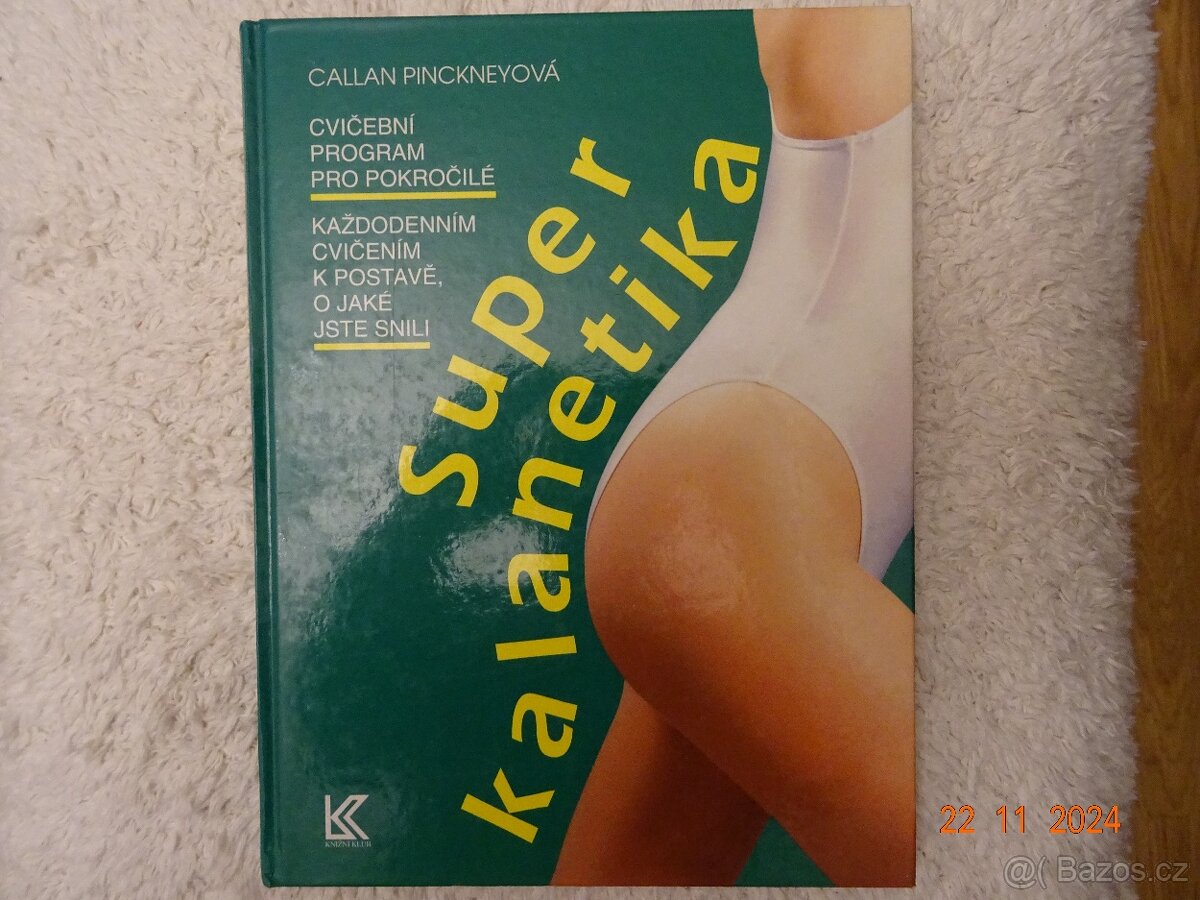 CALLAN PINCKNEYOVÁ
CVIČEBNÍ
PROGRAM
PRO POKROČILÉ
KAŽDODENNÍM
CVIČENÍM
K POSTAVĚ,
O JAKÉ
JSTE SNILI
Super
kalanetika
KNIŽNÍ KLUB
22 11 2024
Bazos.cz